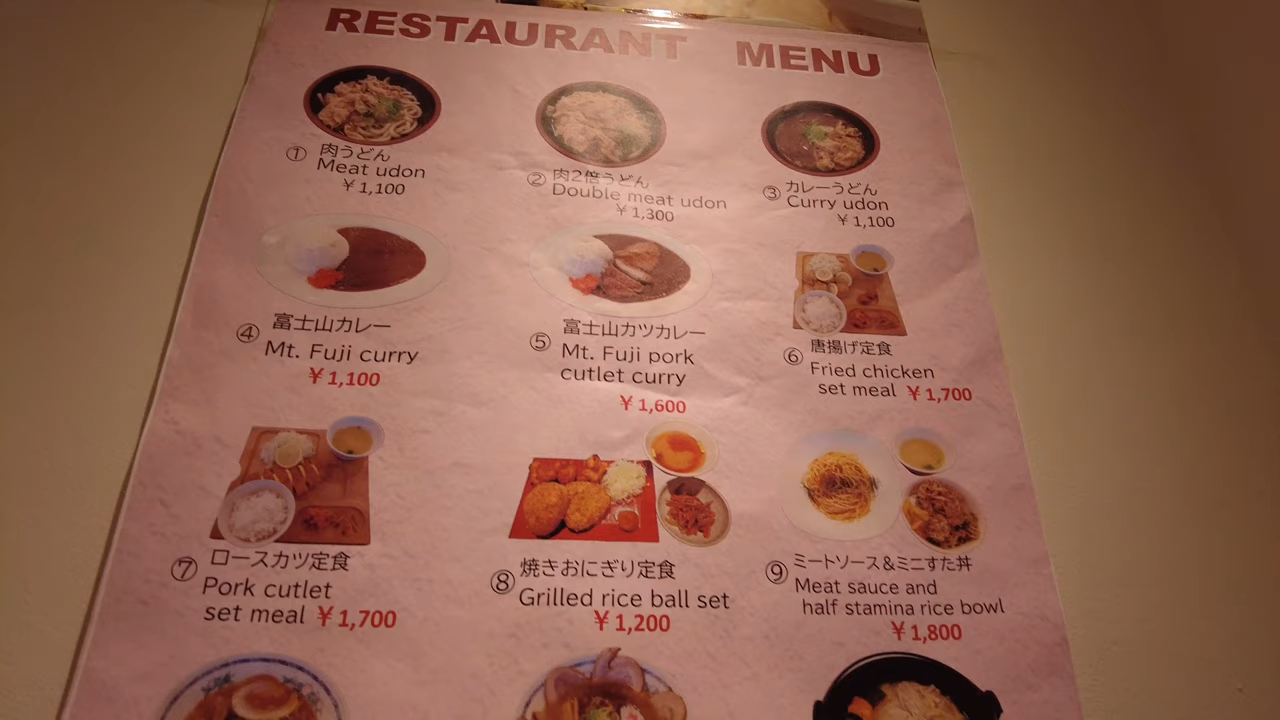 RESTAURANT MENU
① 肉うどん
Meat udon
¥1,100
② 肉2倍うどん
Double meat udon
¥1,300
③ カレーうどん
Curry udon
¥1,100
④ 富士山カレー
Mt. Fuji curry
¥1,100
⑤ 富士山カツカレー
Mt. Fuji pork
cutlet curry
¥1,600
⑥ 唐揚げ定食
Fried chicken
set meal ¥1,700
⑦ ロースカツ定食
Pork cutlet
set meal ¥1,700
⑧ 焼きおにぎり定食
Grilled rice ball set
¥1,200
⑨ ミートソース&ミニすた丼
Meat sauce and
half stamina rice bowl
¥1,800